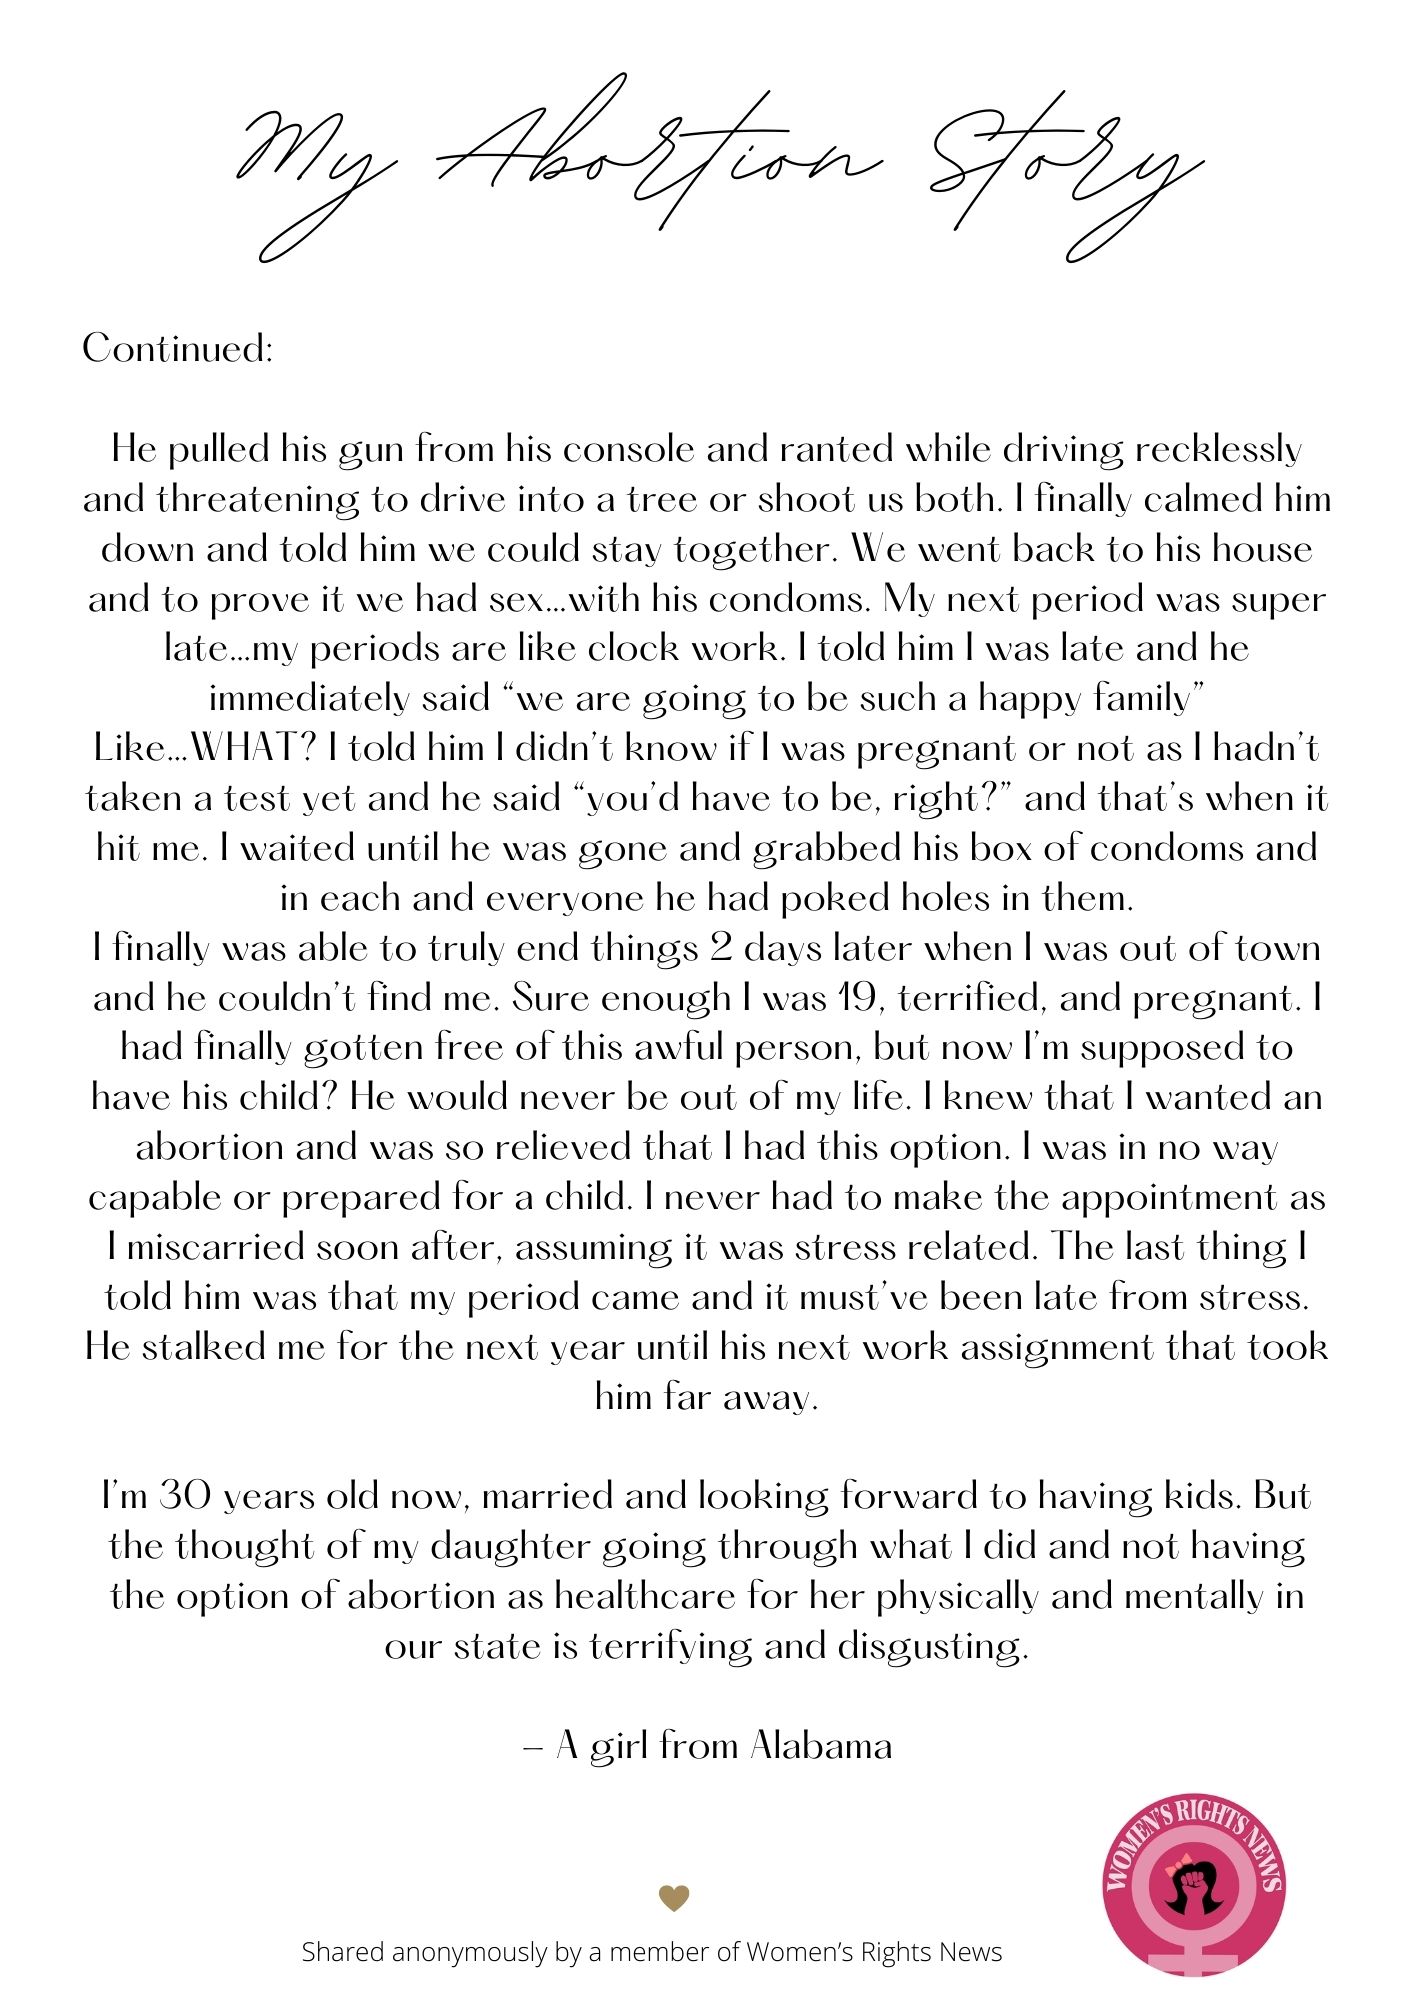 My Abortion Story
Continued:
He pulled his gun from his console and ranted while driving recklessly
and threatening to drive into a tree or shoot us both. I finally calmed him
down and told him we could stay together. We went back to his house
and to prove it we had sex...with his condoms. My next period was super
late...my periods are like clock work. I told him I was late and he
immediately said “we are going to be such a happy family”
Like...WHAT? I told him I didn’t know if I was pregnant or not as I hadn’t
taken a test yet and he said “you’d have to be, right?” and that’s when it
hit me. I waited until he was gone and grabbed his box of condoms and
in each and everyone he had poked holes in them.
I finally was able to truly end things 2 days later when I was out of town
and he couldn’t find me. Sure enough I was 19, terrified, and pregnant. I
had finally gotten free of this awful person, but now I’m supposed to
have his child? He would never be out of my life. I knew that I wanted an
abortion and was so relieved that I had this option. I was in no way
capable or prepared for a child. I never had to make the appointment as
I miscarried soon after, assuming it was stress related. The last thing I
told him was that my period came and it must’ve been late from stress.
He stalked me for the next year until his next work assignment that took
him far away.
I’m 30 years old now, married and looking forward to having kids. But
the thought of my daughter going through what I did and not having
the option of abortion as healthcare for her physically and mentally in
our state is terrifying and disgusting.
– A girl from Alabama
WOMEN’S RIGHTS NEWS
Shared anonymously by a member of Women’s Rights News